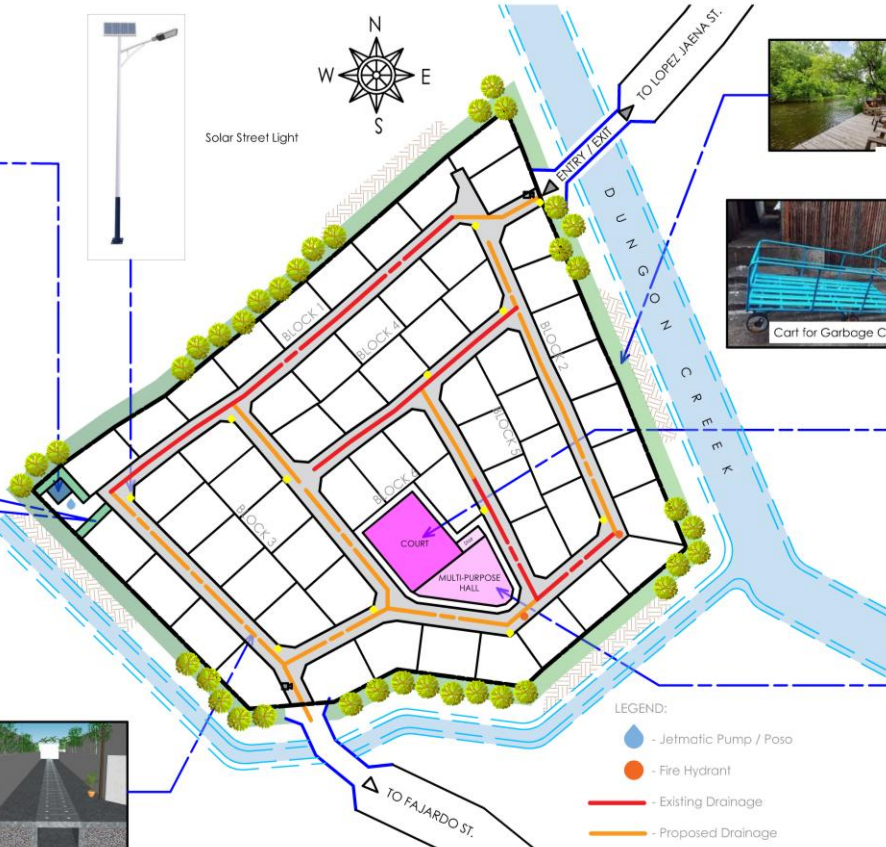 N
W E
S
Solar Street Light
TO LOPEZ JAENA ST.
ENTRY / EXIT
DUNGON CREEK
Cart for Garbage C
BLOCK 1
BLOCK 4
BLOCK 2
BLOCK 5
BLOCK 6
BLOCK 3
COURT
MULTI-PURPOSE
HALL
TO FAJARDO ST.
LEGEND:
- Jetmatic Pump / Poso
- Fire Hydrant
- Existing Drainage
- Proposed Drainage